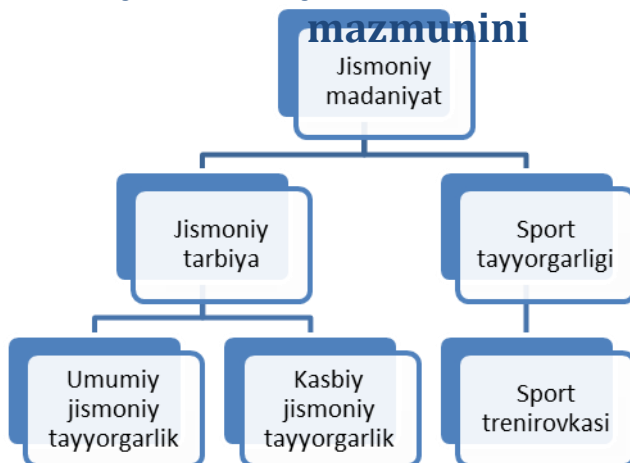 mazmunini
Jismoniy
madaniyat
Jismoniy
tarbiya
Sport
tayyorgarligi
Umumiy
jismoniy
tayyorgarlik
Kasbiy
jismoniy
tayyorgarlik
Sport
trenirovkasi